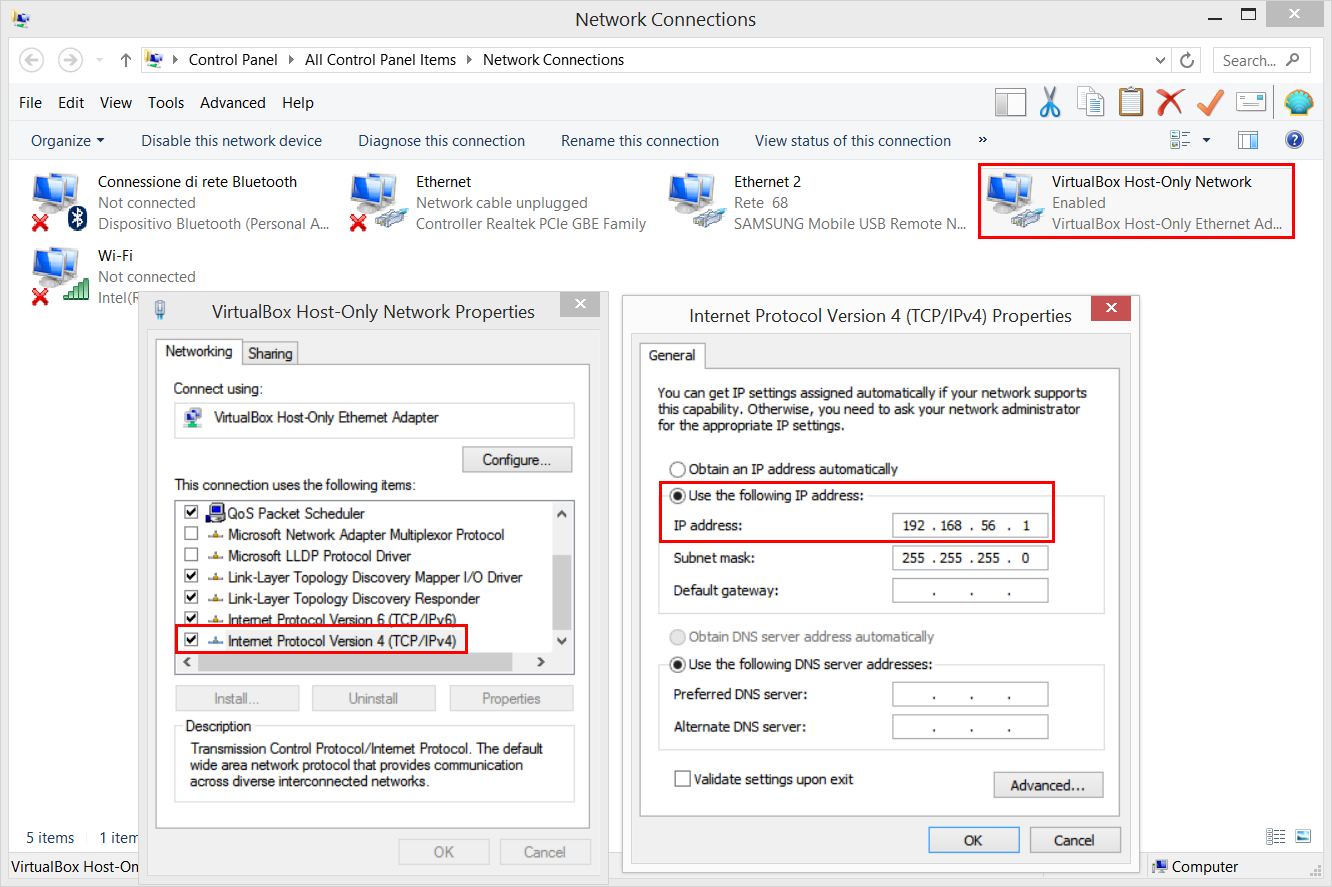 Network Connections
Control Panel All Control Panel Items Network Connections
Search...
File Edit View Tools Advanced Help
Organize Disable this network device Diagnose this connection Rename this connection View status of this connection »
Connessione di rete Bluetooth
Not connected
Dispositivo Bluetooth (Personal A...
Ethernet
Network cable unplugged
Controller Realtek PCIe GBE Family
Ethernet 2
Rete 68
SAMSUNG Mobile USB Remote N...
VirtualBox Host-Only Network
Enabled
VirtualBox Host-Only Ethernet Ad...
Wi-Fi
Not connected
Intel(R
VirtualBox Host-Only Network Properties
Networking Sharing
Connect using:
VirtualBox Host-Only Ethernet Adapter
Configure...
This connection uses the following items:
QoS Packet Scheduler
Microsoft Network Adapter Multiplexor Protocol
Microsoft LLDP Protocol Driver
Link-Layer Topology Discovery Mapper I/O Driver
Link-Layer Topology Discovery Responder
Internet Protocol Version 6 (TCP/IPv6)
Internet Protocol Version 4 (TCP/IPv4)
Install... Uninstall Properties
Description
Transmission Control Protocol/Internet Protocol. The default
wide area network protocol that provides communication
across diverse interconnected networks.
OK Cancel
Internet Protocol Version 4 (TCP/IPv4) Properties
General
You can get IP settings assigned automatically if your network supports
this capability. Otherwise, you need to ask your network administrator
for the appropriate IP settings.
Obtain an IP address automatically
Use the following IP address:
IP address: 192 . 168 . 56 . 1
Subnet mask: 255 . 255 . 255 . 0
Default gateway: . . .
Obtain DNS server address automatically
Use the following DNS server addresses:
Preferred DNS server: . . .
Alternate DNS server: . . .
Validate settings upon exit
Advanced...
OK Cancel
5 items 1 item
VirtualBox Host-On
Computer